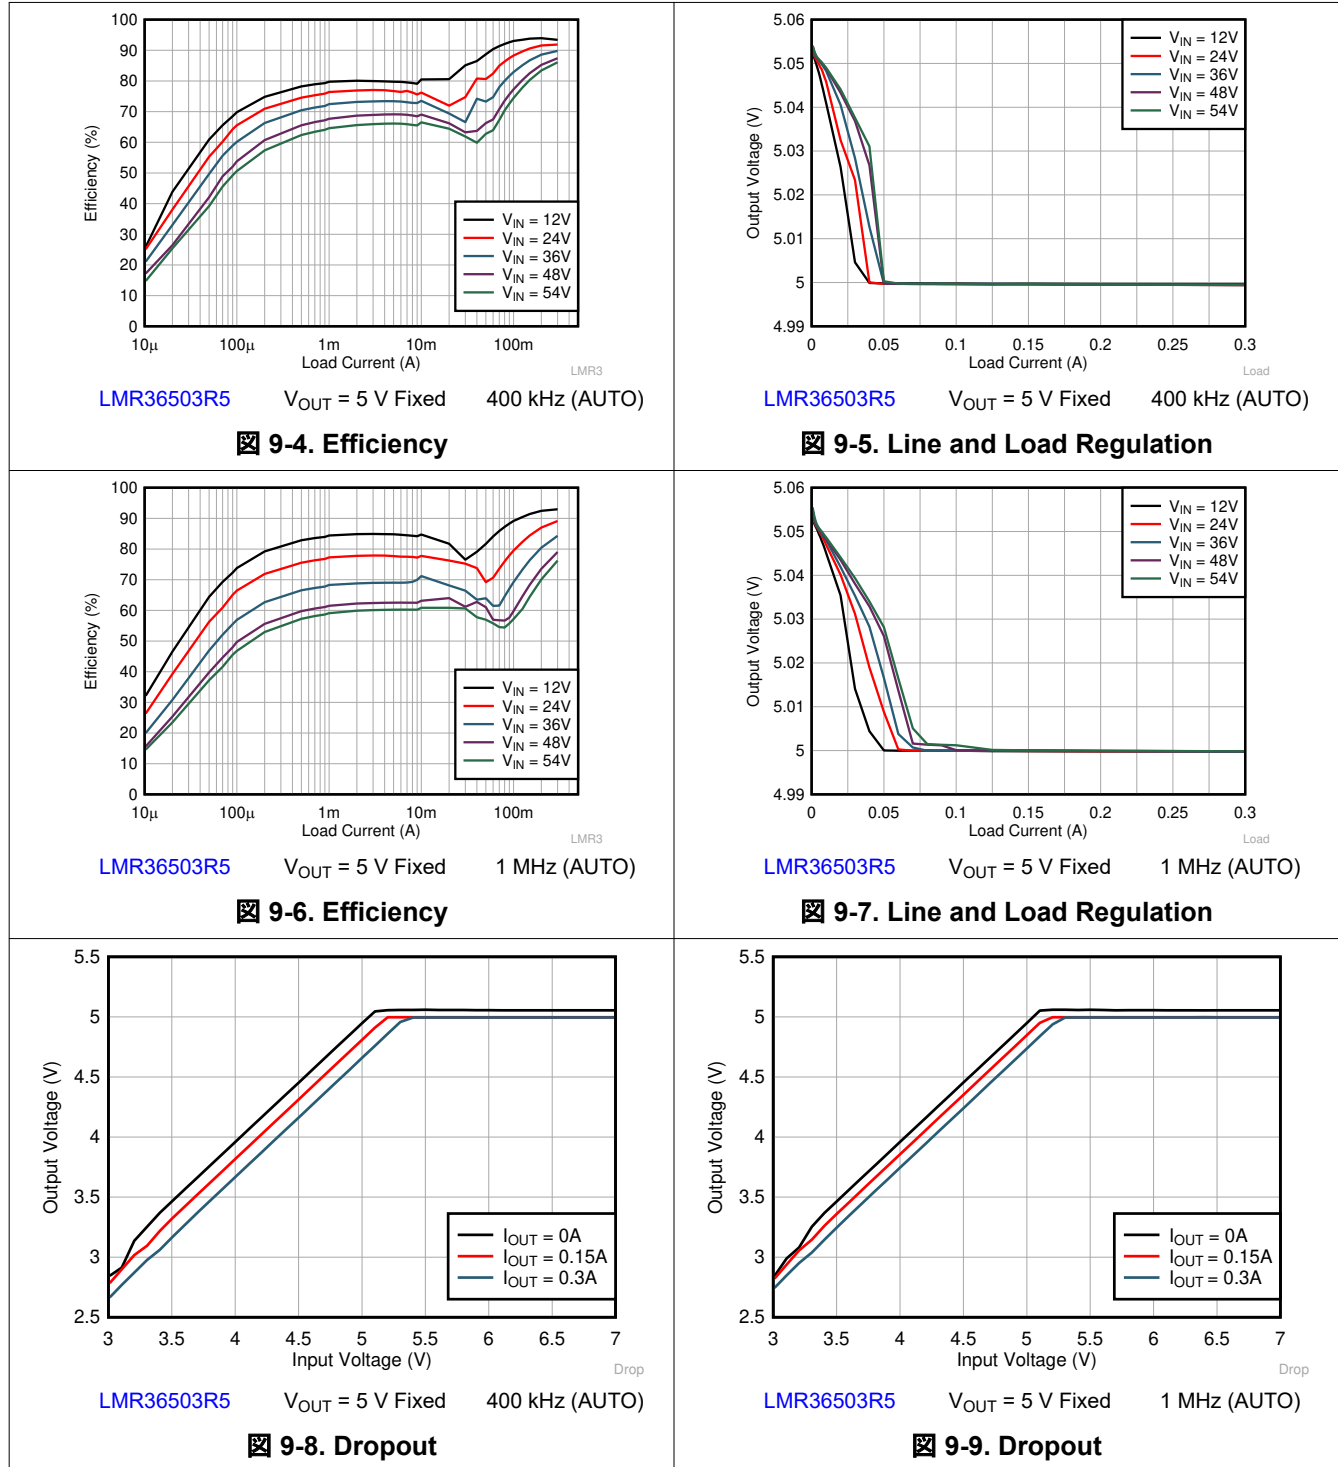 100
90
80
70
60
50
40
30
20
10
0
Efficiency (%)
VIN = 12V
VIN = 24V
VIN = 36V
VIN = 48V
VIN = 54V
10μ 100μ 1m 10m 100m
Load Current (A)
LMR3
LMR36503R5 VOUT = 5 V Fixed 400 kHz (AUTO)
図 9-4. Efficiency
5.06
5.05
5.04
5.03
5.02
5.01
5
4.99
Output Voltage (V)
VIN = 12V
VIN = 24V
VIN = 36V
VIN = 48V
VIN = 54V
0 0.05 0.1 0.15 0.2 0.25 0.3
Load Current (A)
Load
LMR36503R5 VOUT = 5 V Fixed 400 kHz (AUTO)
図 9-5. Line and Load Regulation
100
90
80
70
60
50
40
30
20
10
0
Efficiency (%)
VIN = 12V
VIN = 24V
VIN = 36V
VIN = 48V
VIN = 54V
10μ 100μ 1m 10m 100m
Load Current (A)
LMR3
LMR36503R5 VOUT = 5 V Fixed 1 MHz (AUTO)
図 9-6. Efficiency
5.06
5.05
5.04
5.03
5.02
5.01
5
4.99
Output Voltage (V)
VIN = 12V
VIN = 24V
VIN = 36V
VIN = 48V
VIN = 54V
0 0.05 0.1 0.15 0.2 0.25 0.3
Load Current (A)
Load
LMR36503R5 VOUT = 5 V Fixed 1 MHz (AUTO)
図 9-7. Line and Load Regulation
5.5
5
4.5
4
3.5
3
2.5
Output Voltage (V)
IOUT = 0A
IOUT = 0.15A
IOUT = 0.3A
3 3.5 4 4.5 5 5.5 6 6.5 7
Input Voltage (V)
Drop
LMR36503R5 VOUT = 5 V Fixed 400 kHz (AUTO)
図 9-8. Dropout
5.5
5
4.5
4
3.5
3
2.5
Output Voltage (V)
IOUT = 0A
IOUT = 0.15A
IOUT = 0.3A
3 3.5 4 4.5 5 5.5 6 6.5 7
Input Voltage (V)
Drop
LMR36503R5 VOUT = 5 V Fixed 1 MHz (AUTO)
図 9-9. Dropout